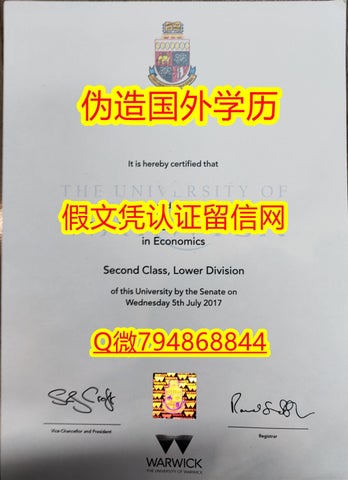 伪造国外学历
It is hereby certified that
THE UNIVERSITY OF
假文凭认证留信网
in Economics
Second Class, Lower Division
of this University by the Senate on
Wednesday 5th July 2017
Q微794868844
Vice-Chancellor and President
Registrar
WARWICK
THE UNIVERSITY OF WARWICK